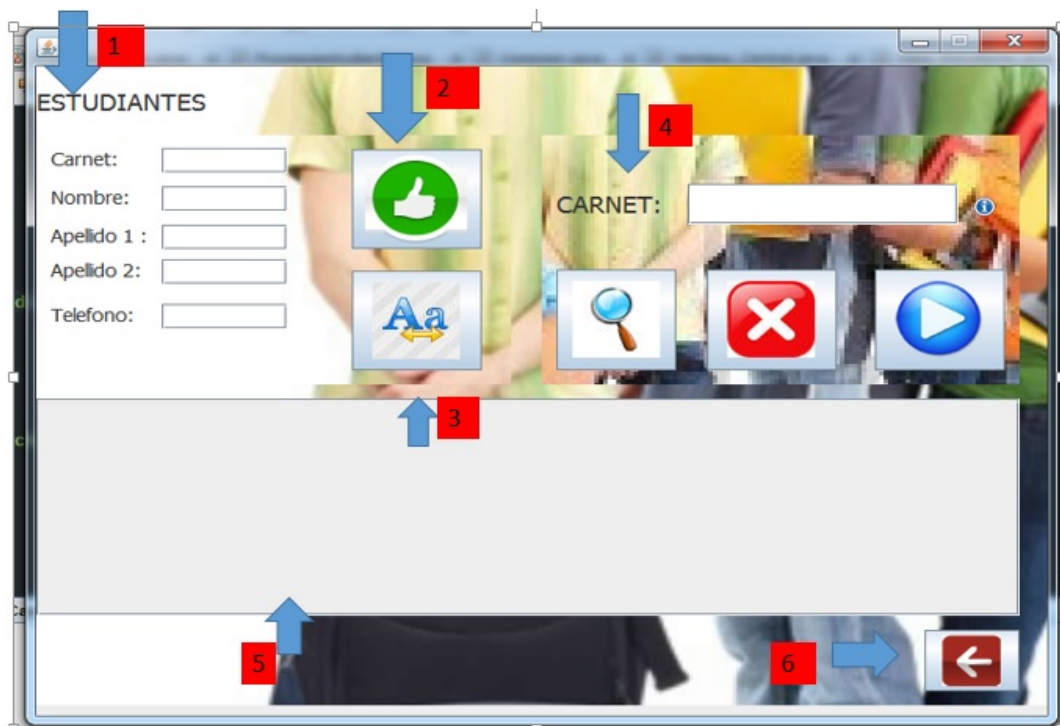 1
ESTUDIANTES
2
4
Carnet:
Nombre:
Apellido 1 :
Apellido 2:
Telefono:
Aa
CARNET:
3
5
6